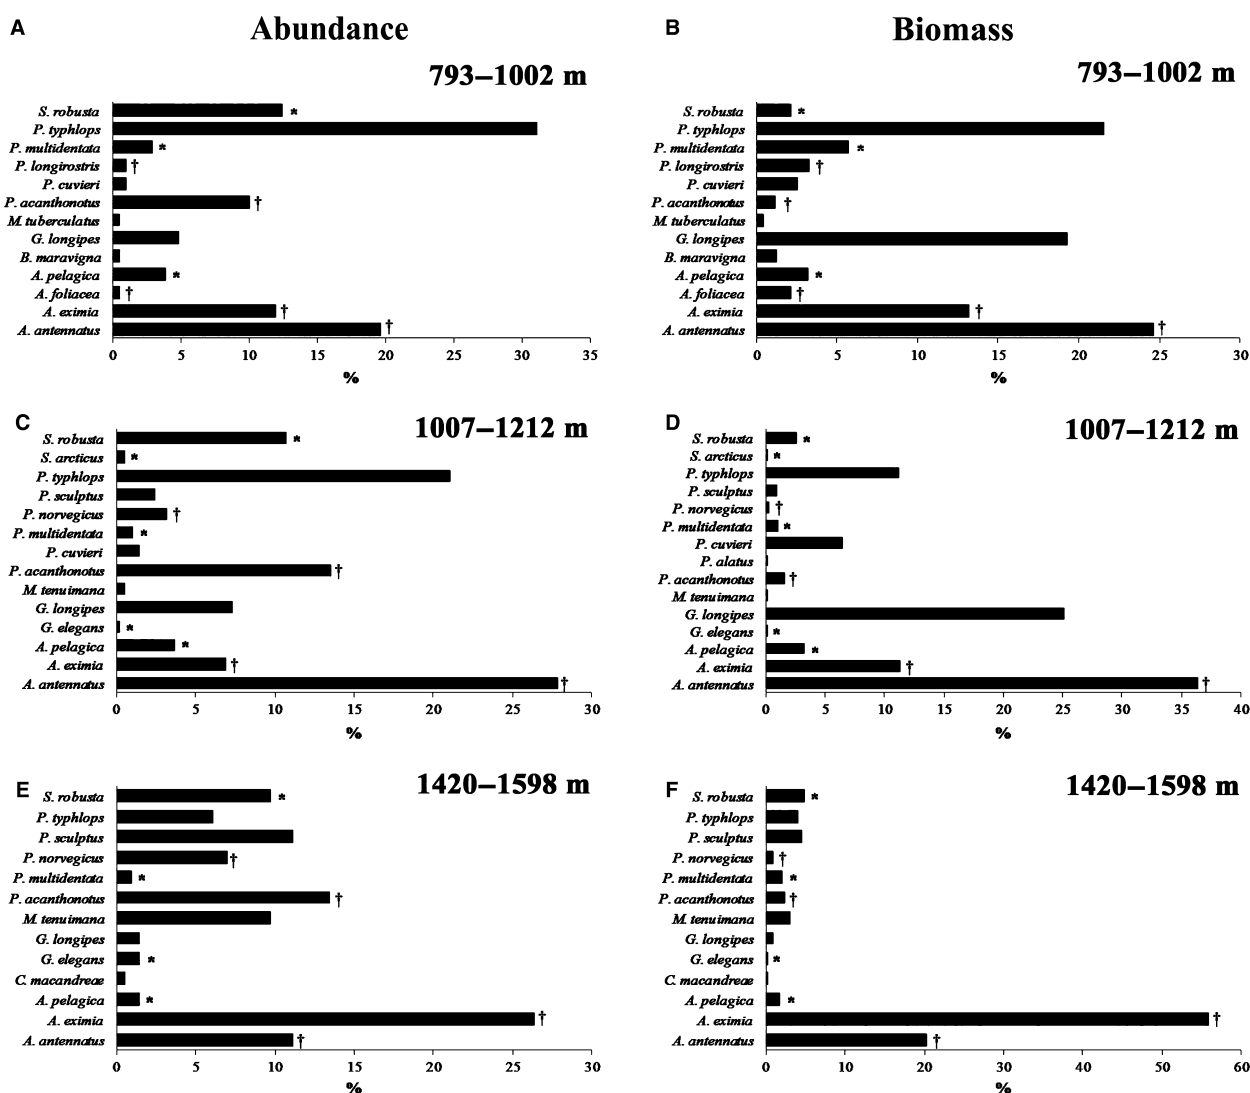 A
Abundance
793–1002 m
S. robusta *
P. typhlops
P. multidentata *
P. longirostris †
P. cuvieri
P. acanthonotus †
M. tuberculatus
G. longipes
B. maravigna
A. pelagica *
A. foliacea †
A. eximia †
A. antennatus †
0 5 10 15 20 25 30 35
%
B
Biomass
793–1002 m
S. robusta *
P. typhlops
P. multidentata *
P. longirostris †
P. cuvieri
P. acanthonotus †
M. tuberculatus
G. longipes
B. maravigna
A. pelagica *
A. foliacea †
A. eximia †
A. antennatus †
0 5 10 15 20 25 30
%
C
1007–1212 m
S. robusta *
S. arcticus *
P. typhlops
P. sculptus
P. norvegicus †
P. multidentata *
P. cuvieri
P. acanthonotus †
M. tenuimana
G. longipes
G. elegans *
A. pelagica *
A. eximia †
A. antennatus †
0 5 10 15 20 25 30
%
D
1007–1212 m
S. robusta *
S. arcticus *
P. typhlops
P. sculptus
P. norvegicus †
P. multidentata *
P. cuvieri
P. alatus
P. acanthonotus †
M. tenuimana
G. longipes
G. elegans *
A. pelagica *
A. eximia †
A. antennatus †
0 5 10 15 20 25 30 35 40
%
E
1420–1598 m
S. robusta *
P. typhlops
P. sculptus
P. norvegicus †
P. multidentata *
P. acanthonotus †
M. tenuimana
G. longipes
G. elegans *
C. macandreae
A. pelagica *
A. eximia †
A. antennatus †
0 5 10 15 20 25 30
%
F
1420–1598 m
S. robusta *
P. typhlops
P. sculptus
P. norvegicus †
P. multidentata *
P. acanthonotus †
M. tenuimana
G. longipes
G. elegans *
C. macandreae
A. pelagica *
A. eximia †
A. antennatus †
0 10 20 30 40 50 60
%